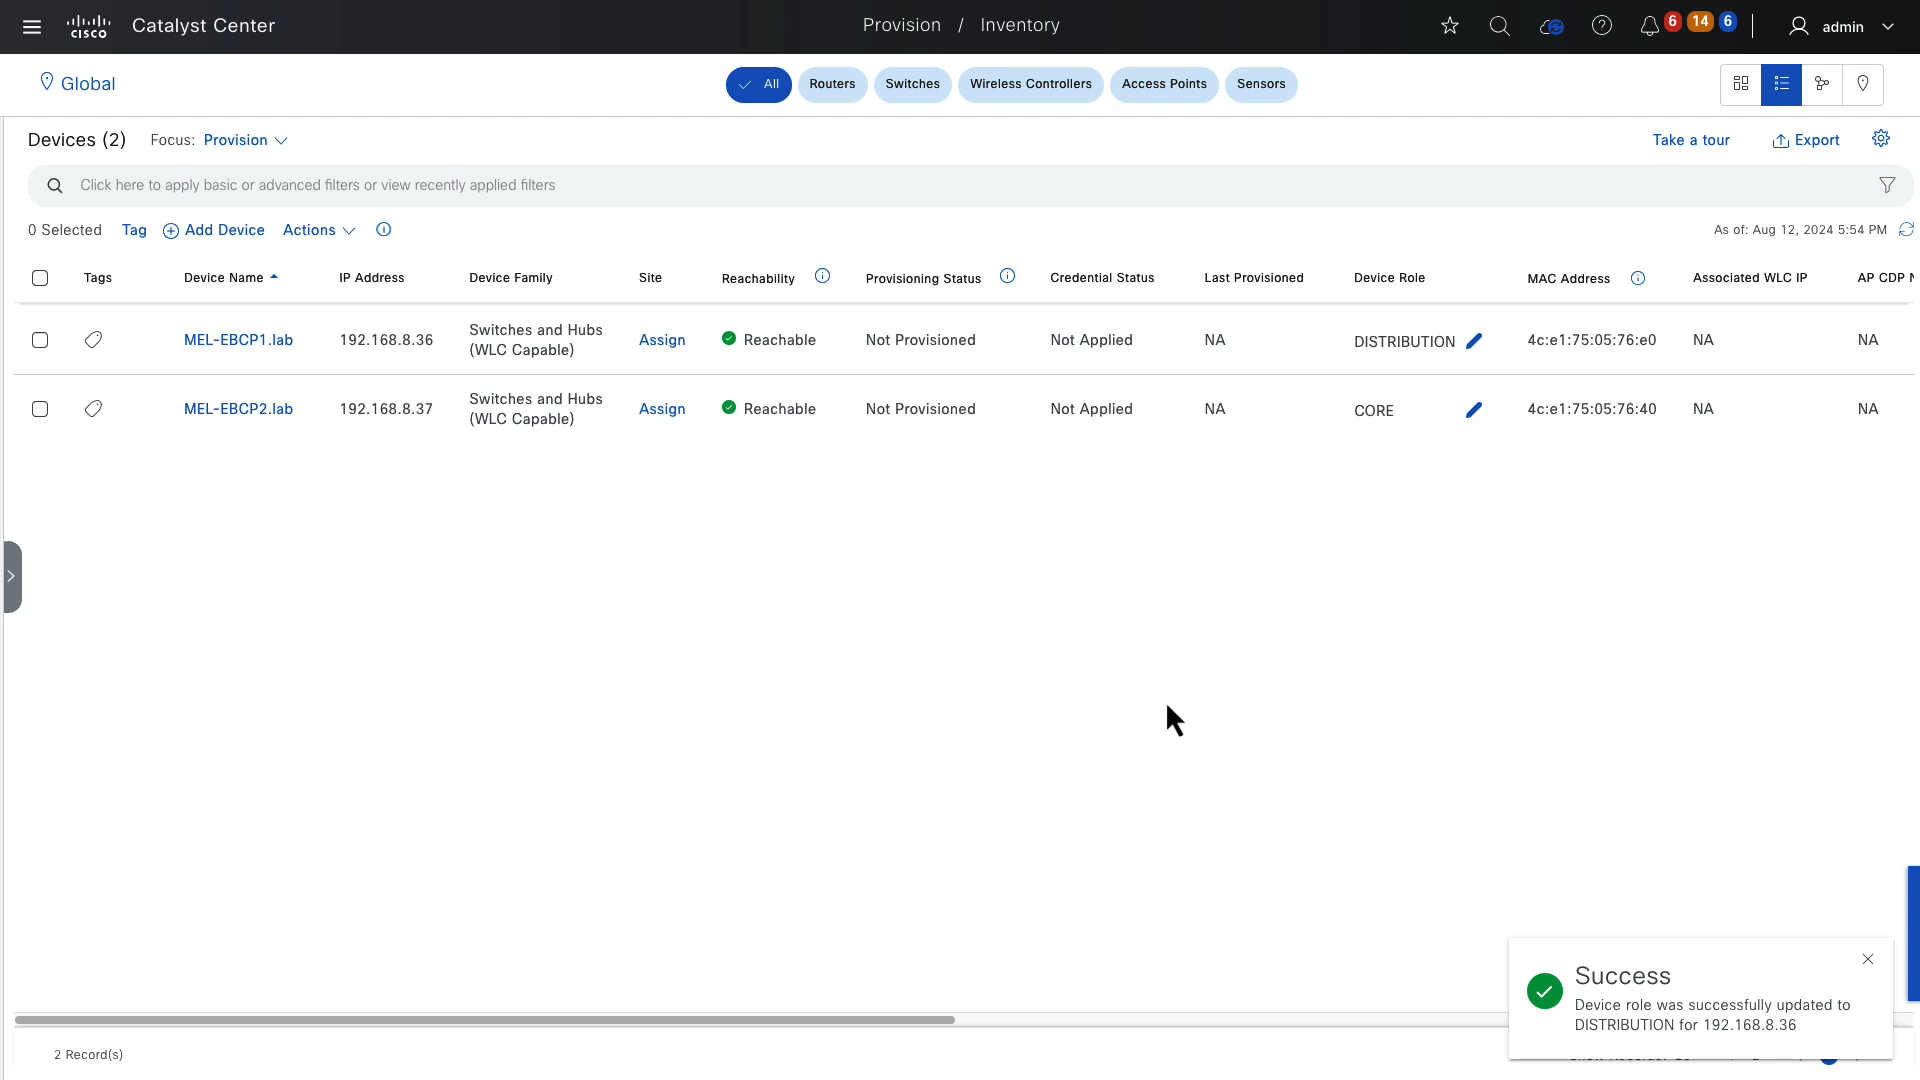 cisco Catalyst Center Provision / Inventory 6 14 6 admin
Global All Routers Switches Wireless Controllers Access Points Sensors
Devices (2) Focus: Provision Take a tour Export
Click here to apply basic or advanced filters or view recently applied filters
0 Selected Tag Add Device Actions As of: Aug 12, 2024 5:54 PM
Tags Device Name IP Address Device Family Site Reachability Provisioning Status Credential Status Last Provisioned Device Role MAC Address Associated WLC IP AP CDP
MEL-EBCP1.lab 192.168.8.36 Switches and Hubs
(WLC Capable) Assign Reachable Not Provisioned Not Applied NA DISTRIBUTION 4c:e1:75:05:76:e0 NA NA
MEL-EBCP2.lab 192.168.8.37 Switches and Hubs
(WLC Capable) Assign Reachable Not Provisioned Not Applied NA CORE 4c:e1:75:05:76:40 NA NA
Success
Device role was successfully updated to
DISTRIBUTION for 192.168.8.36
2 Record(s)